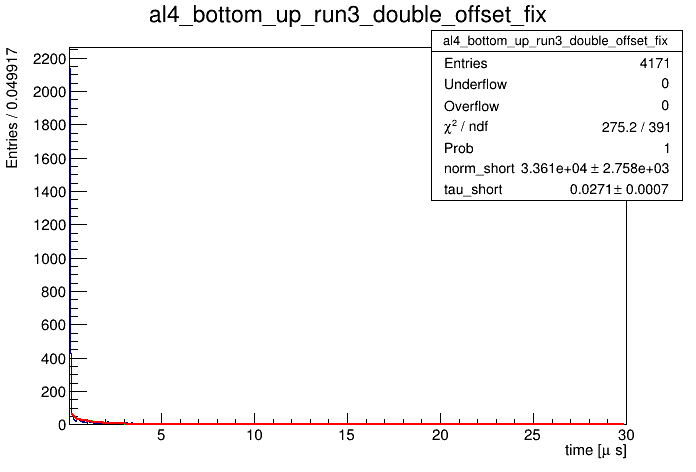 al4_bottom_up_run3_double_offset_fix
al4_bottom_up_run3_double_offset_fix
Entries 4171
Underflow 0
Overflow 0
χ² / ndf 275.2 / 391
Prob 1
norm_short 3.361e+04 ± 2.758e+03
tau_short 0.0271± 0.0007
Entries / 0.049917
2200
2000
1800
1600
1400
1200
1000
800
600
400
200
0
5 10 15 20 25 30
time [μ s]